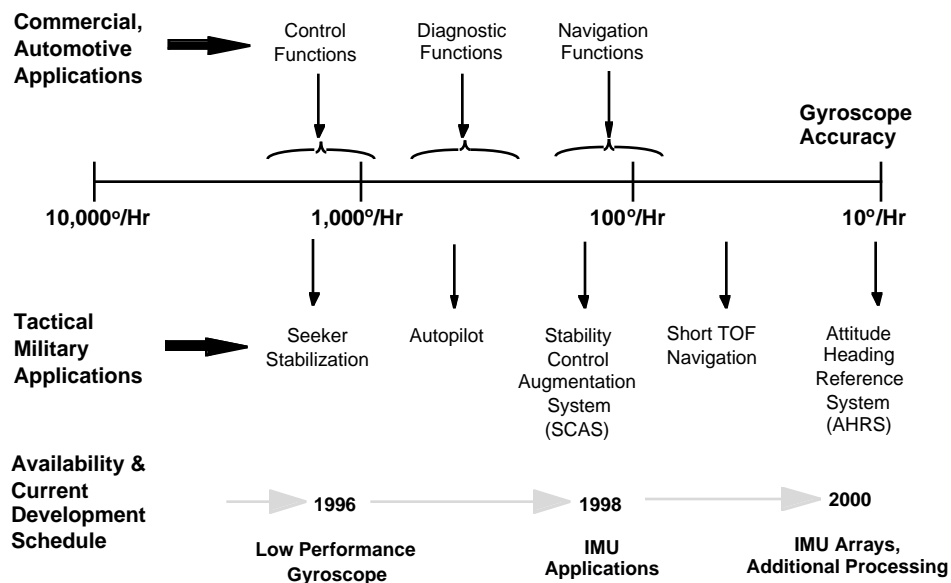 Commercial,
Automotive
Applications
Control
Functions
Diagnostic
Functions
Navigation
Functions
Gyroscope
Accuracy
10,000°/Hr
1,000°/Hr
100°/Hr
10°/Hr
Tactical
Military
Applications
Seeker
Stabilization
Autopilot
Stability
Control
Augmentation
System
(SCAS)
Short TOF
Navigation
Attitude
Heading
Reference
System
(AHRS)
Availability &
Current
Development
Schedule
1996
1998
2000
Low Performance
Gyroscope
IMU
Applications
IMU Arrays,
Additional Processing